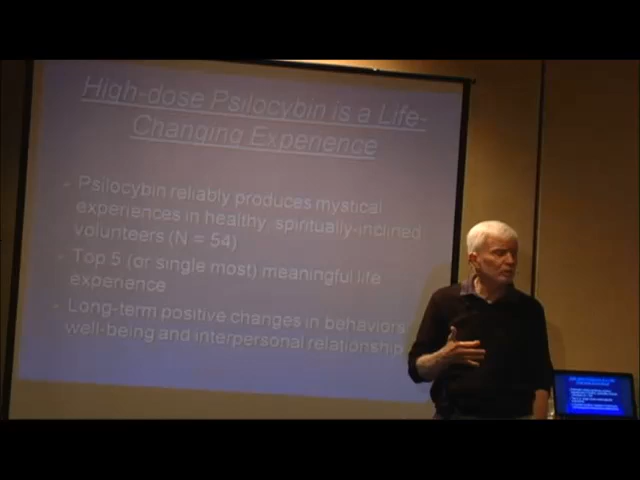 High-dose Psilocybin is a Life-
Changing Experience
- Psilocybin reliably produces mystical
experiences in healthy, spiritually-inclined
volunteers (N = 54)
- Top 5 (or single most) meaningful life
experience
- Long-term positive changes in behaviors,
well-being and interpersonal relationship